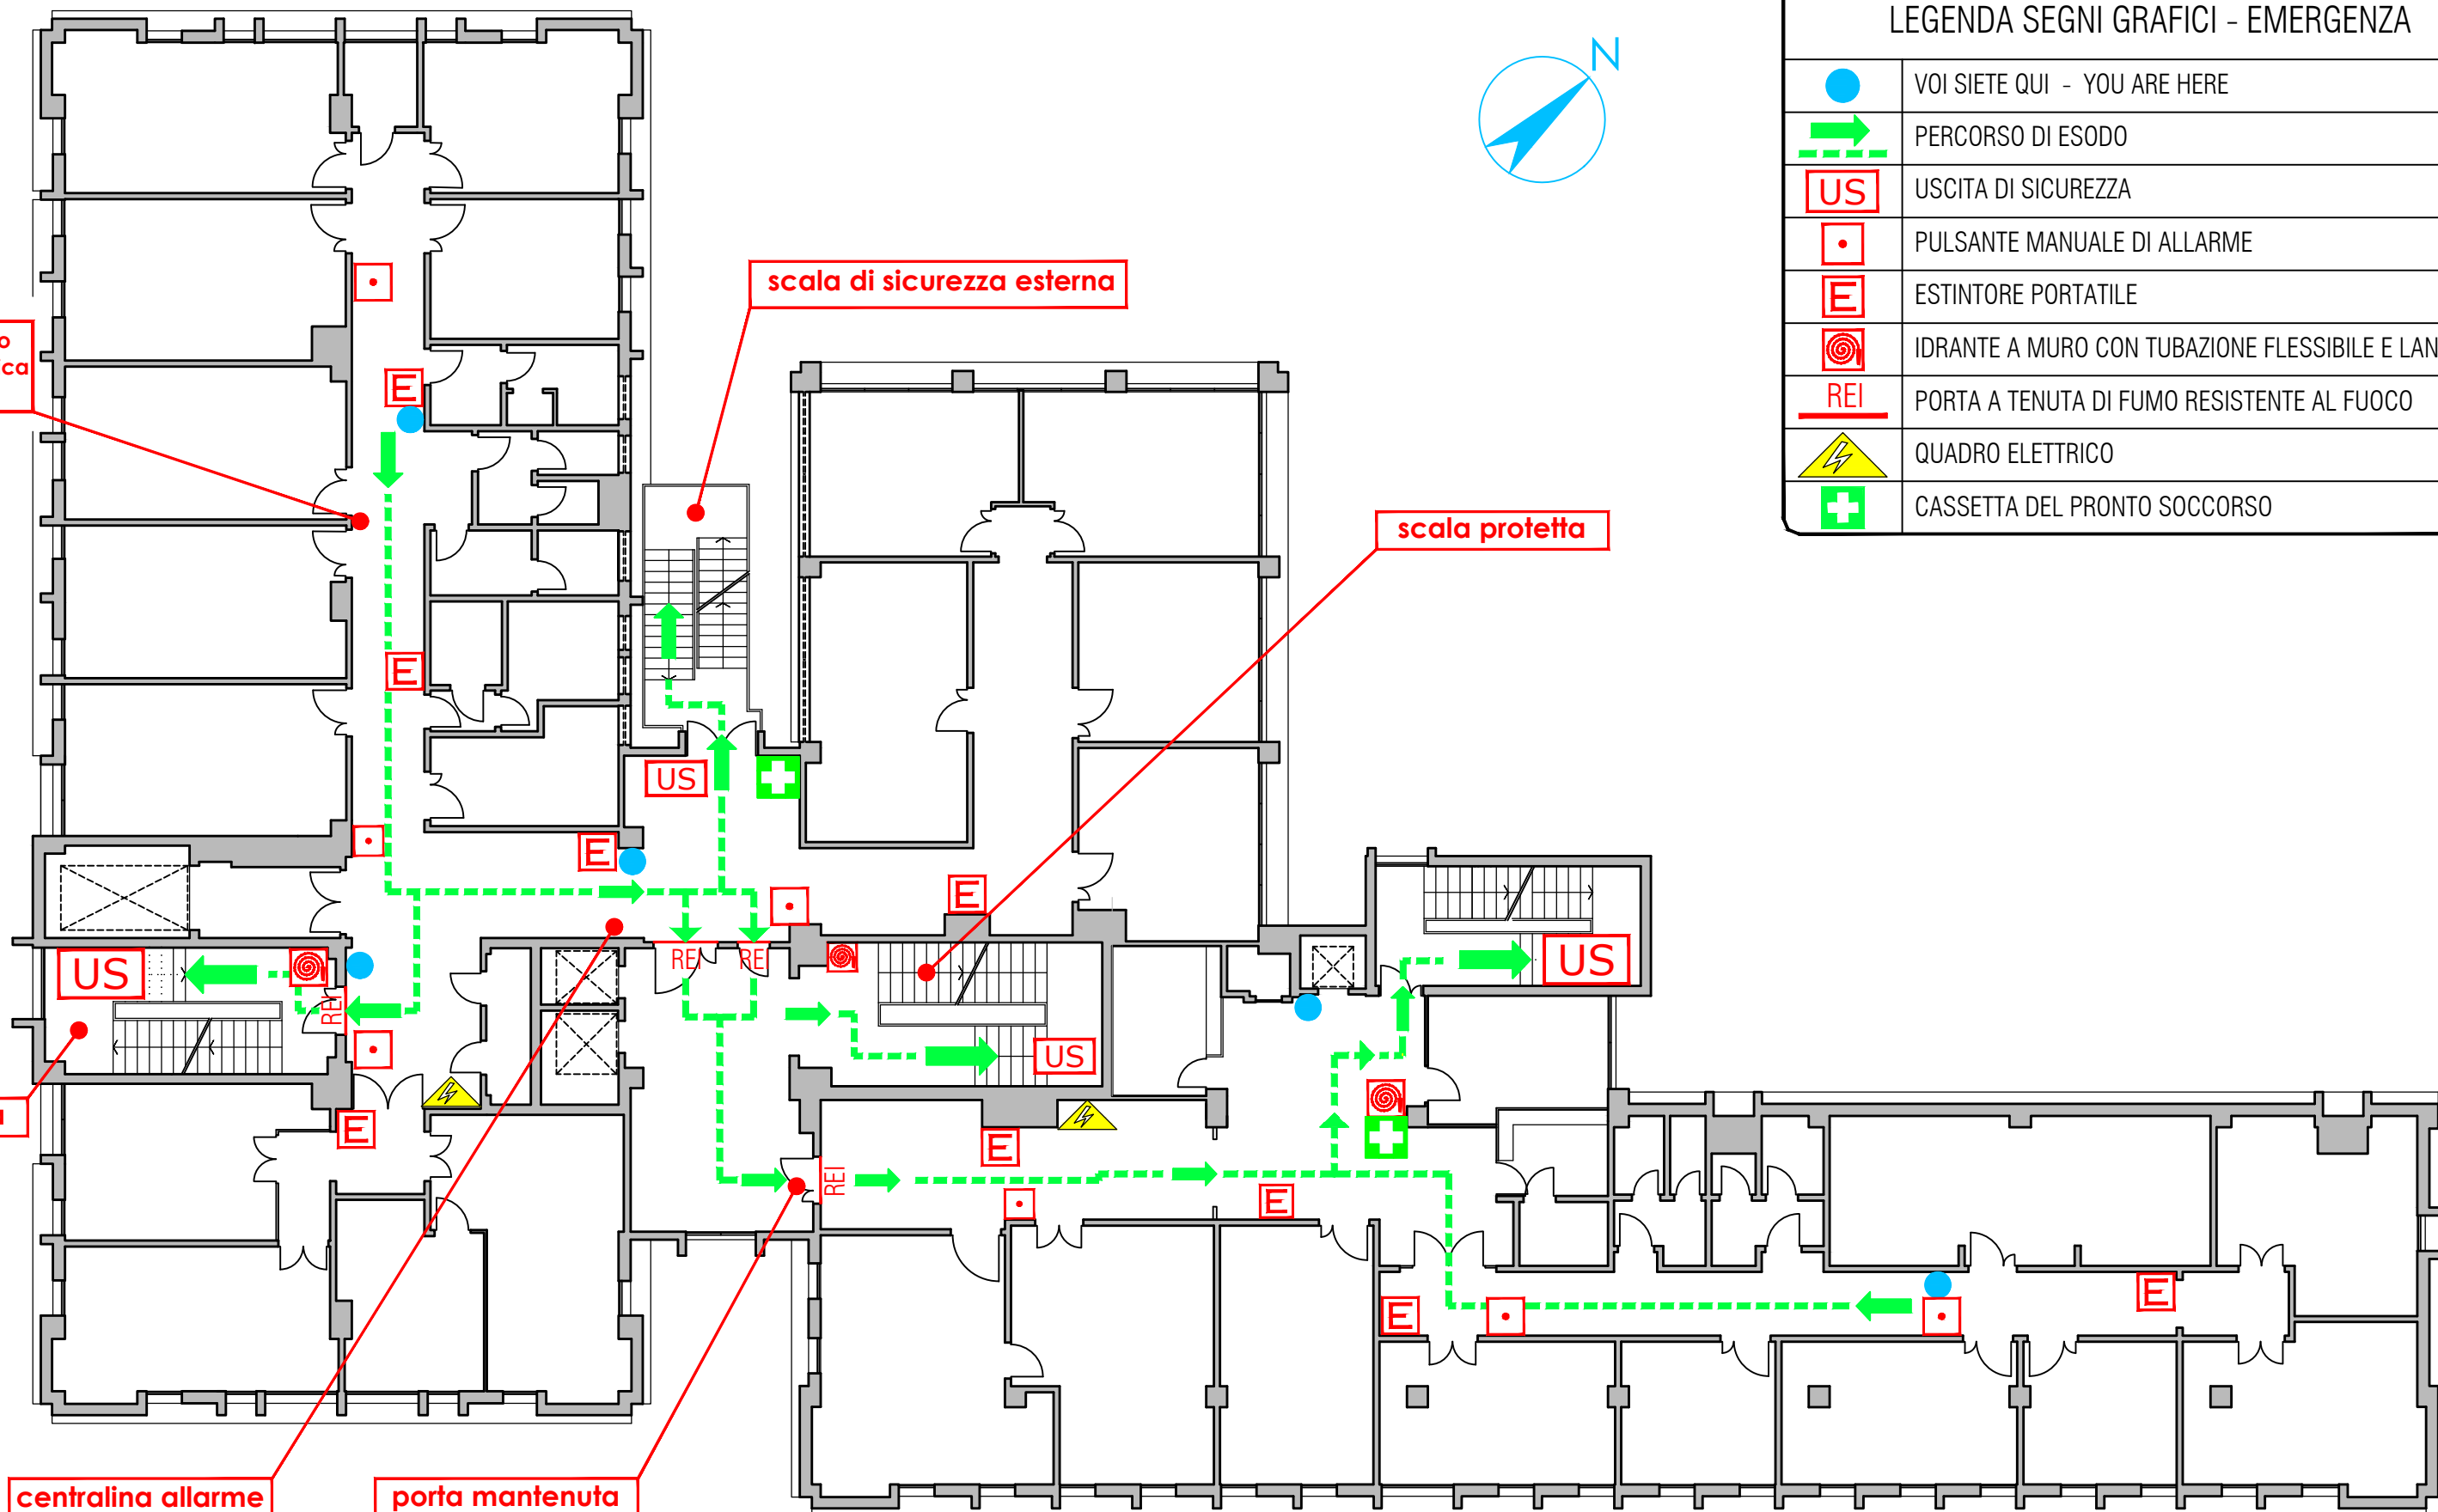 LEGENDA SEGNI GRAFICI - EMERGENZA
N
VOI SIETE QUI - YOU ARE HERE
PERCORSO DI ESODO
US
USCITA DI SICUREZZA
PULSANTE MANUALE DI ALLARME
E
ESTINTORE PORTATILE
IDRANTE A MURO CON TUBAZIONE FLESSIBILE E LAN
REI
PORTA A TENUTA DI FUMO RESISTENTE AL FUOCO
QUADRO ELETTRICO
CASSETTA DEL PRONTO SOCCORSO
scala di sicurezza esterna
o
ica
E
scala protetta
E
US
E
E
US
REI
REI
US
REI
US
E
E
REI
E
E
E
centralina allarme
porta mantenuta